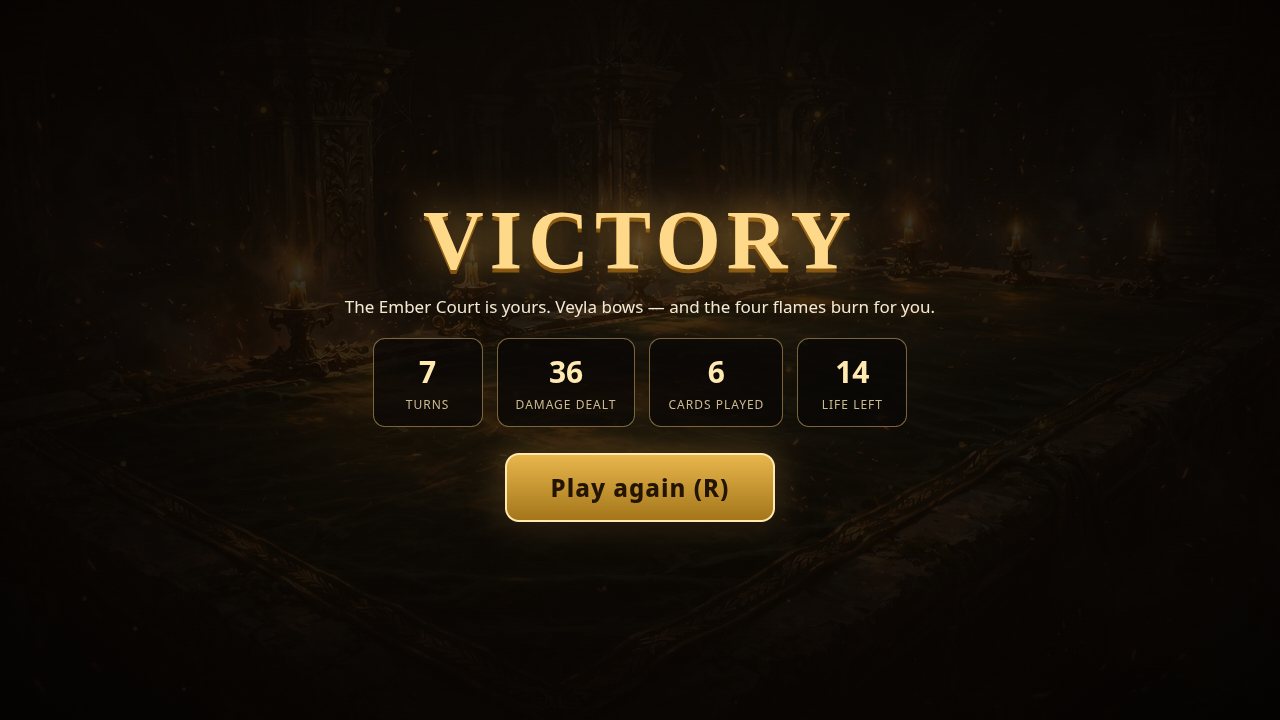 VICTORY
The Ember Court is yours. Veyla bows — and the four flames burn for you.
7 36 6 14
TURNS DAMAGE DEALT CARDS PLAYED LIFE LEFT
Play again (R)